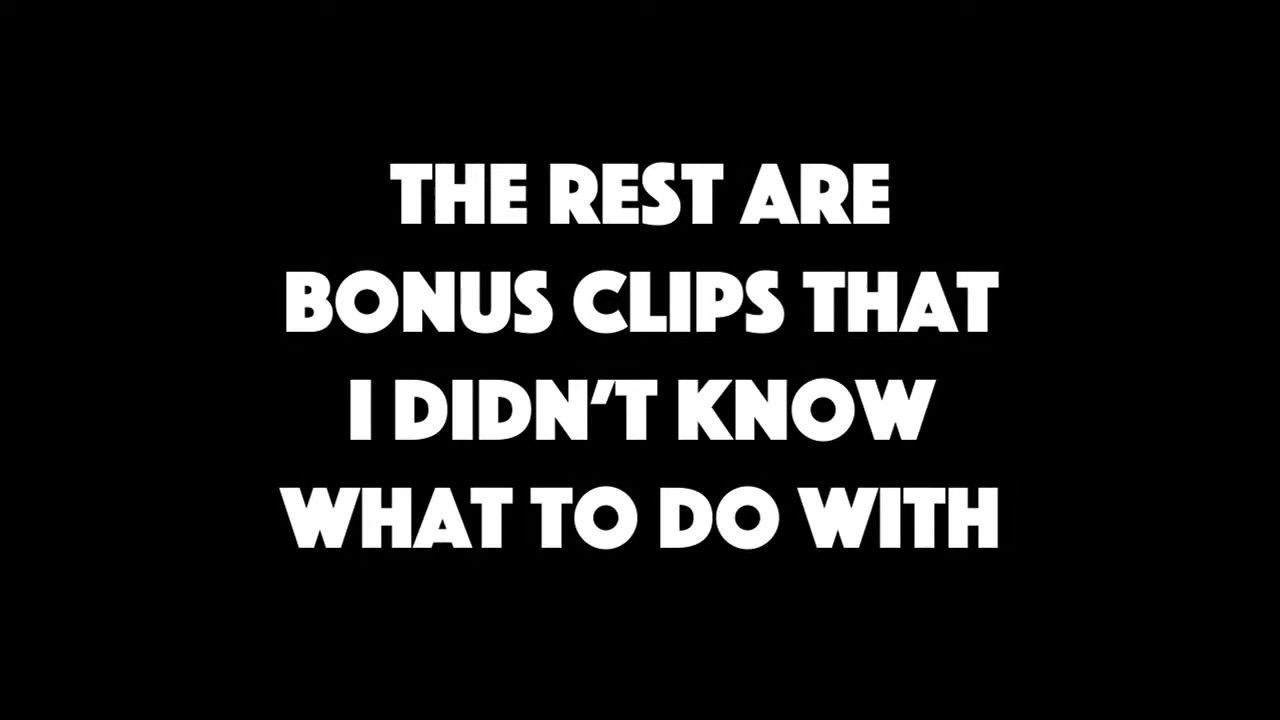 THE REST ARE
BONUS CLIPS THAT
I DIDN'T KNOW
WHAT TO DO WITH